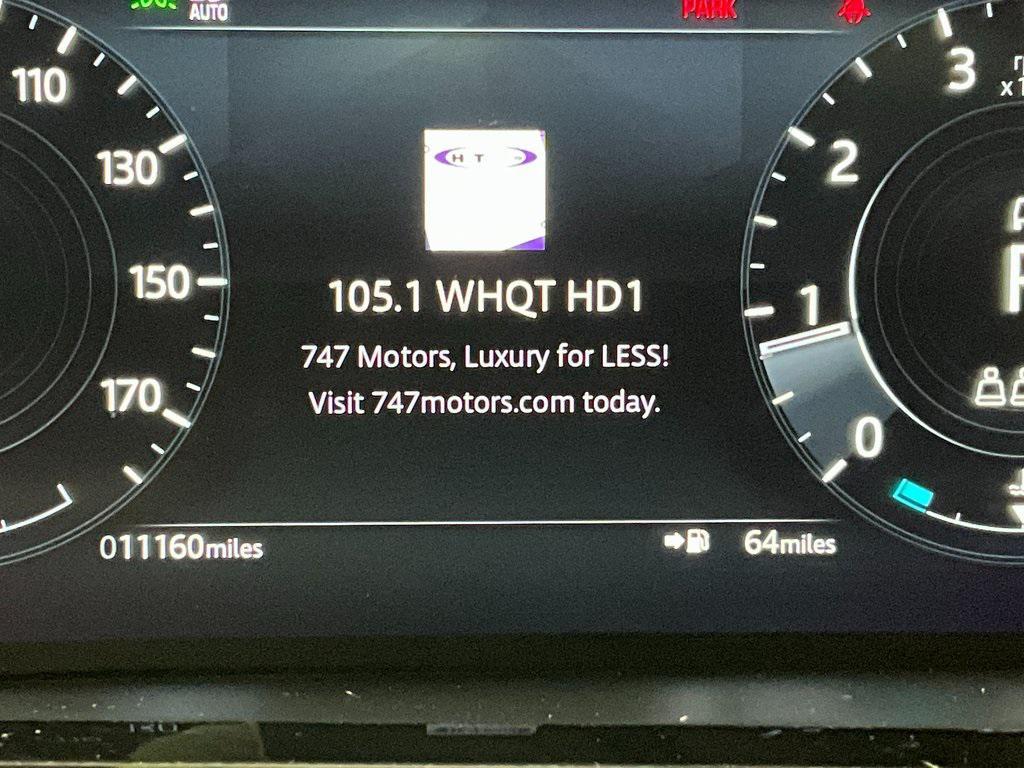 AUTO
PARK
110
130
150
170
H T
105.1 WHQT HD1
747 Motors, Luxury for LESS!
Visit 747motors.com today.
3
2
1
0
011160miles
64miles